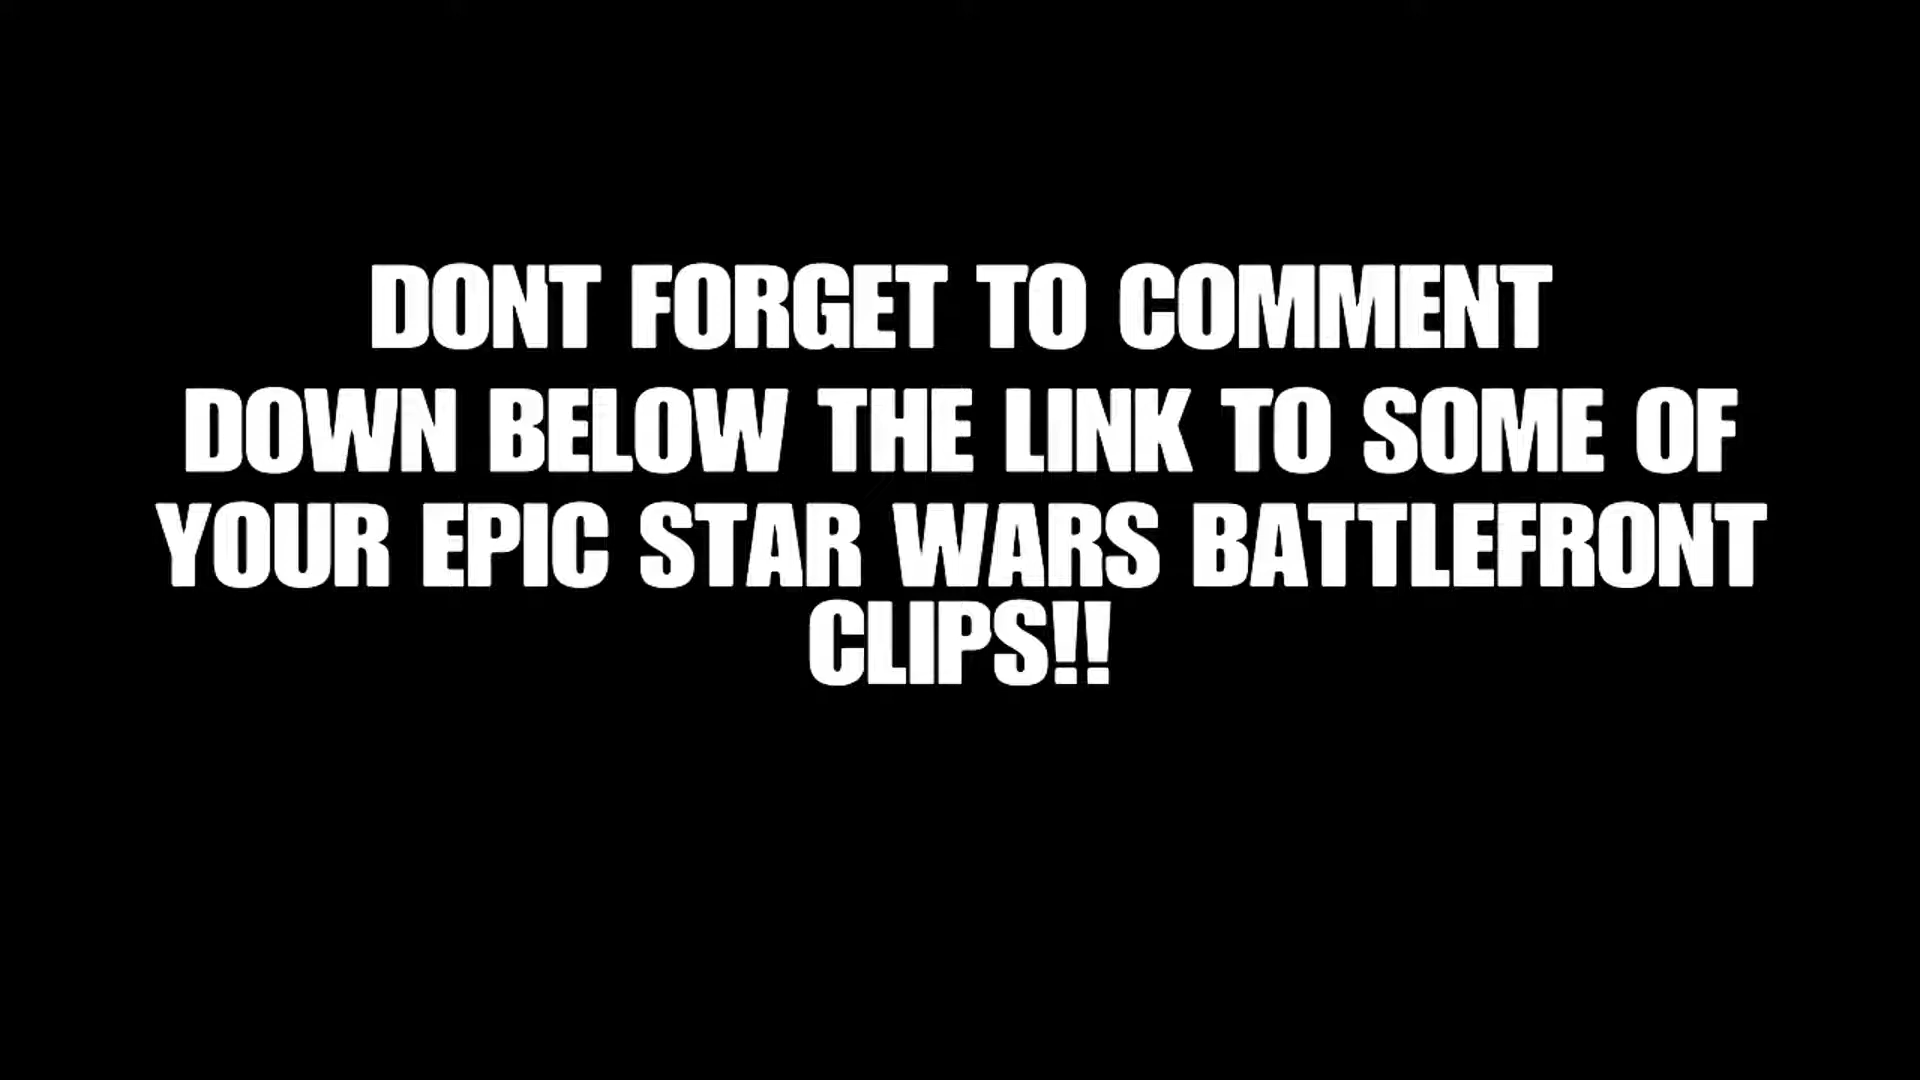 DONT FORGET TO COMMENT
DOWN BELOW THE LINK TO SOME OF
YOUR EPIC STAR WARS BATTLEFRONT
CLIPS!!